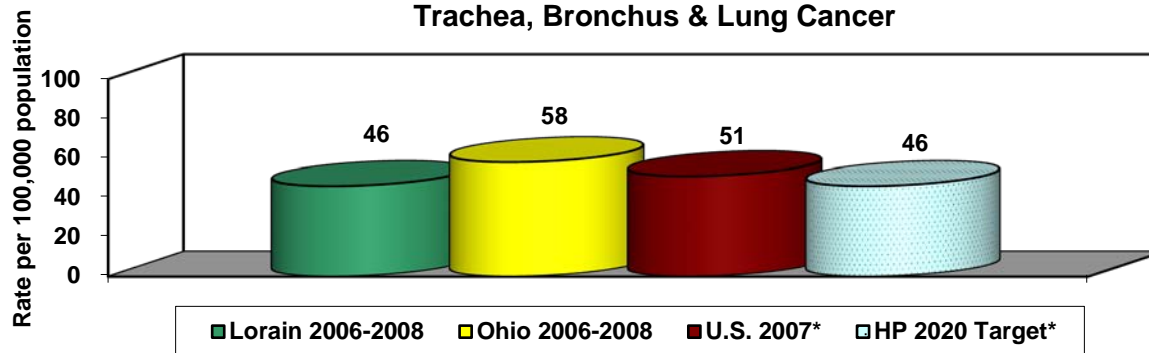 Trachea, Bronchus & Lung Cancer
Rate per 100,000 population
100
80
60
40
20
0
46
58
51
46
Lorain 2006-2008
Ohio 2006-2008
U.S. 2007*
HP 2020 Target*